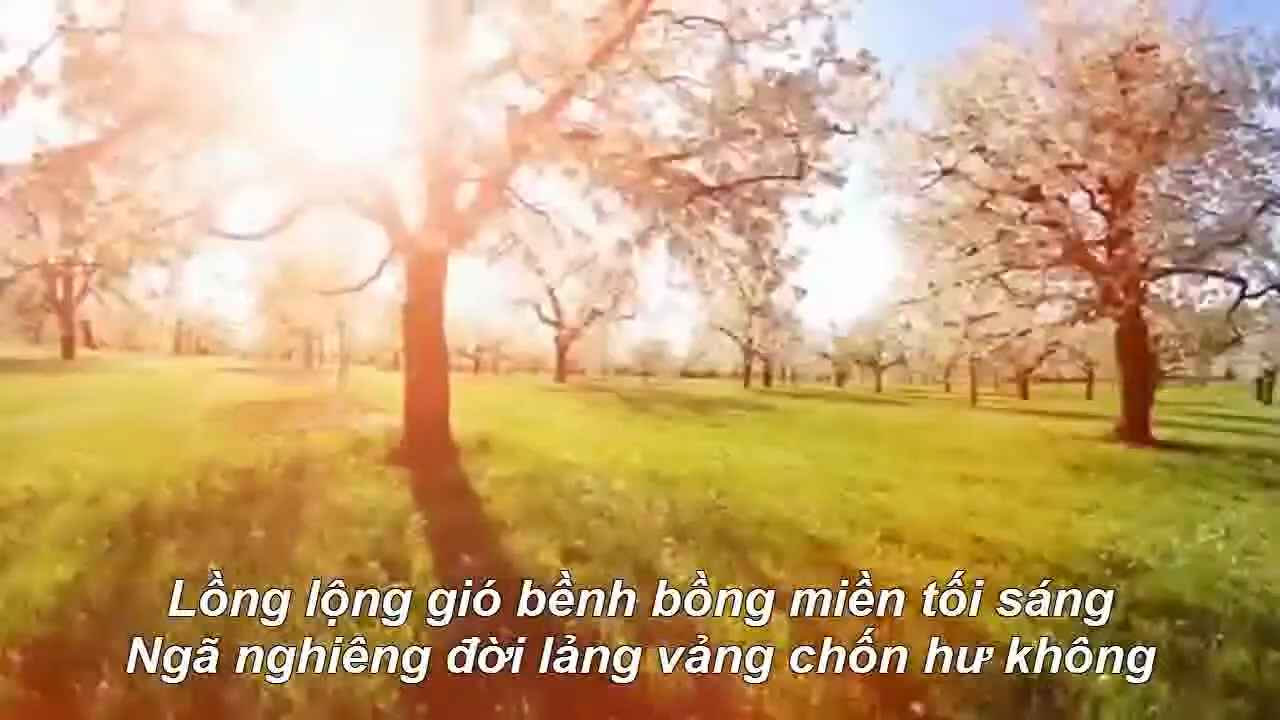 Lồng lộng gió bềnh bồng miền tối sáng
Ngã nghiêng đời lảng vảng chốn hư không